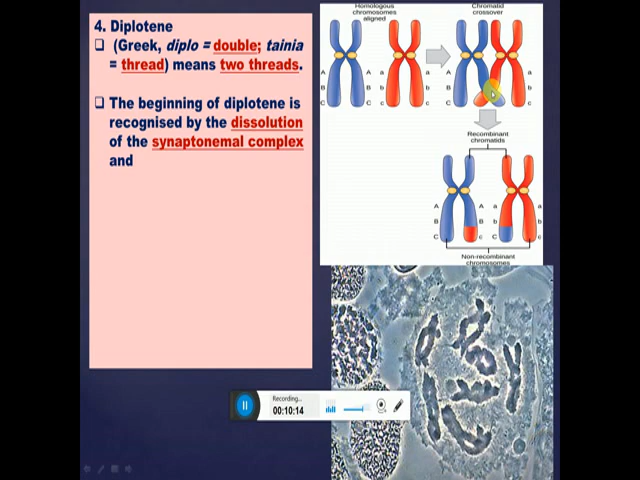 4. Diplotene
❑ (Greek, diplo = double; tainia
= thread) means two threads.
❑ The beginning of diplotene is
recognised by the dissolution
of the synaptonemal complex
and
Homologous
chromosomes
aligned
Chromatid
crossover
A A a a A a
B B b b B b
C C c c C c
Recombinant
chromatids
A A a a
B B b b
C c C c
Non-recombinant
chromosomes
Recording...
00:10:14